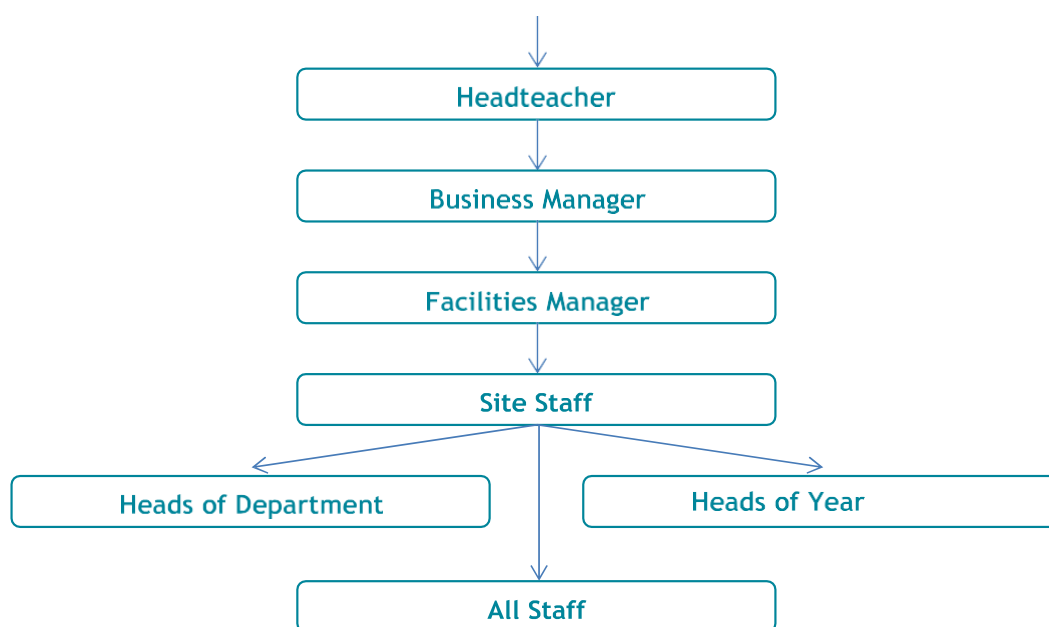 Headteacher
Business Manager
Facilities Manager
Site Staff
Heads of Department
Heads of Year
All Staff